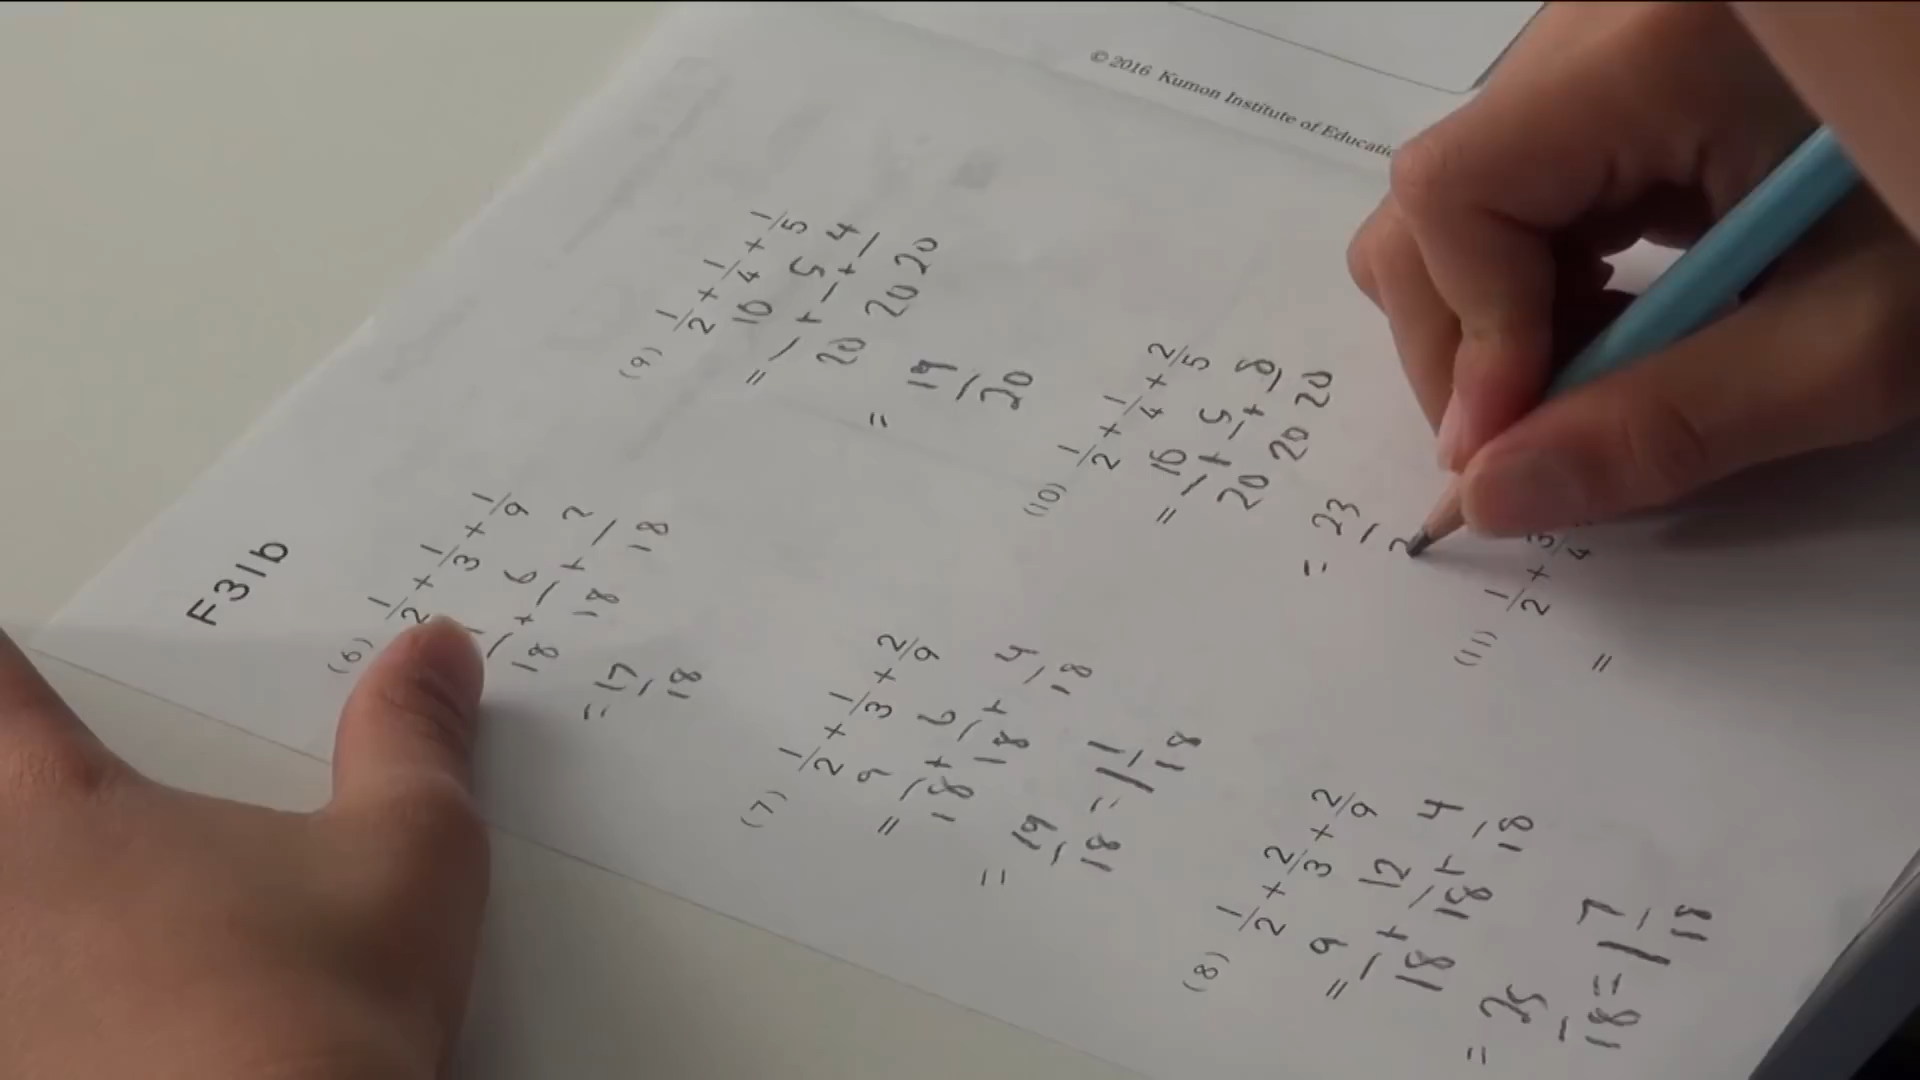 F31b
(6) 1/2 + 1/3 + 1/9
= /18 + 6/18 + 2/18
= 17/18
(7) 1/2 + 1/3 + 2/9
= 9/18 + 6/18 + 4/18
= 19/18 = 1 1/18
(8) 1/2 + 2/3 + 2/9
= 9/18 + 12/18 + 4/18
= 25/18 = 1 7/18
(9) 1/2 + 1/4 + 1/5
= 10/20 + 5/20 + 4/20
= 19/20
(10) 1/2 + 1/4 + 2/5
= 10/20 + 5/20 + 8/20
= 23/2
(11) 1/2 + 3/4
=
© 2016 Kumon Institute of